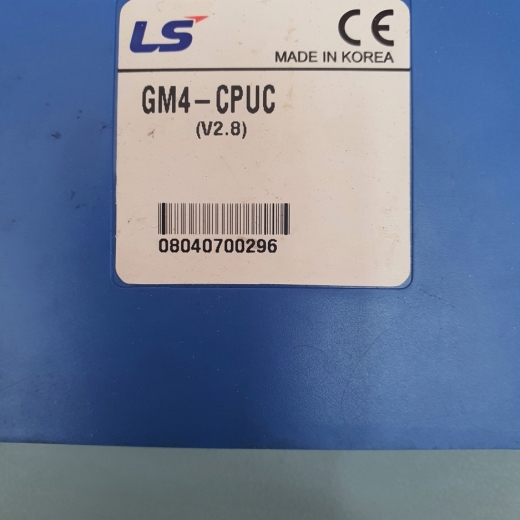 LS CE
MADE IN KOREA
GM4-CPUC
(V2.8)
08040700296